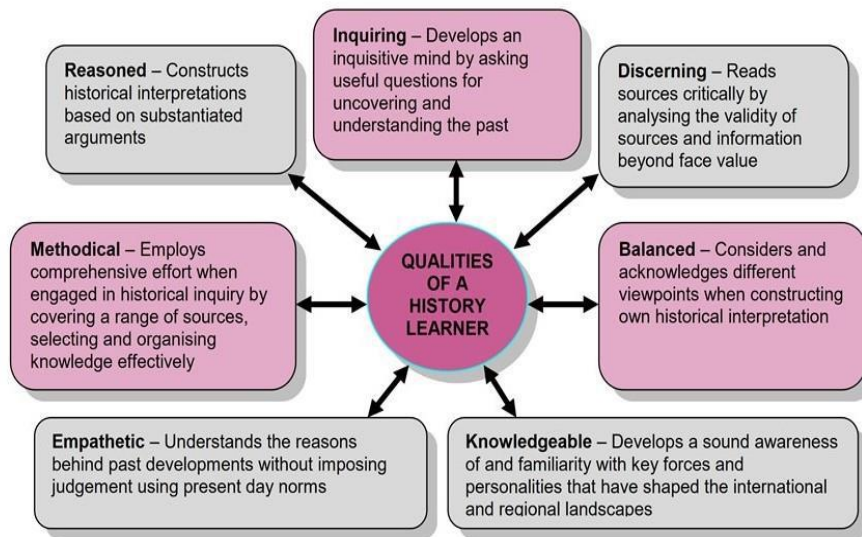 Inquiring – Develops an
inquisitive mind by asking
useful questions for
uncovering and
understanding the past
Reasoned – Constructs
historical interpretations
based on substantiated
arguments
Discerning – Reads
sources critically by
analysing the validity of
sources and information
beyond face value
Methodical – Employs
comprehensive effort when
engaged in historical inquiry by
covering a range of sources,
selecting and organising
knowledge effectively
QUALITIES
OF A
HISTORY
LEARNER
Balanced – Considers and
acknowledges different
viewpoints when constructing
own historical interpretation
Empathetic – Understands the reasons
behind past developments without imposing
judgement using present day norms
Knowledgeable – Develops a sound awareness
of and familiarity with key forces and
personalities that have shaped the international
and regional landscapes